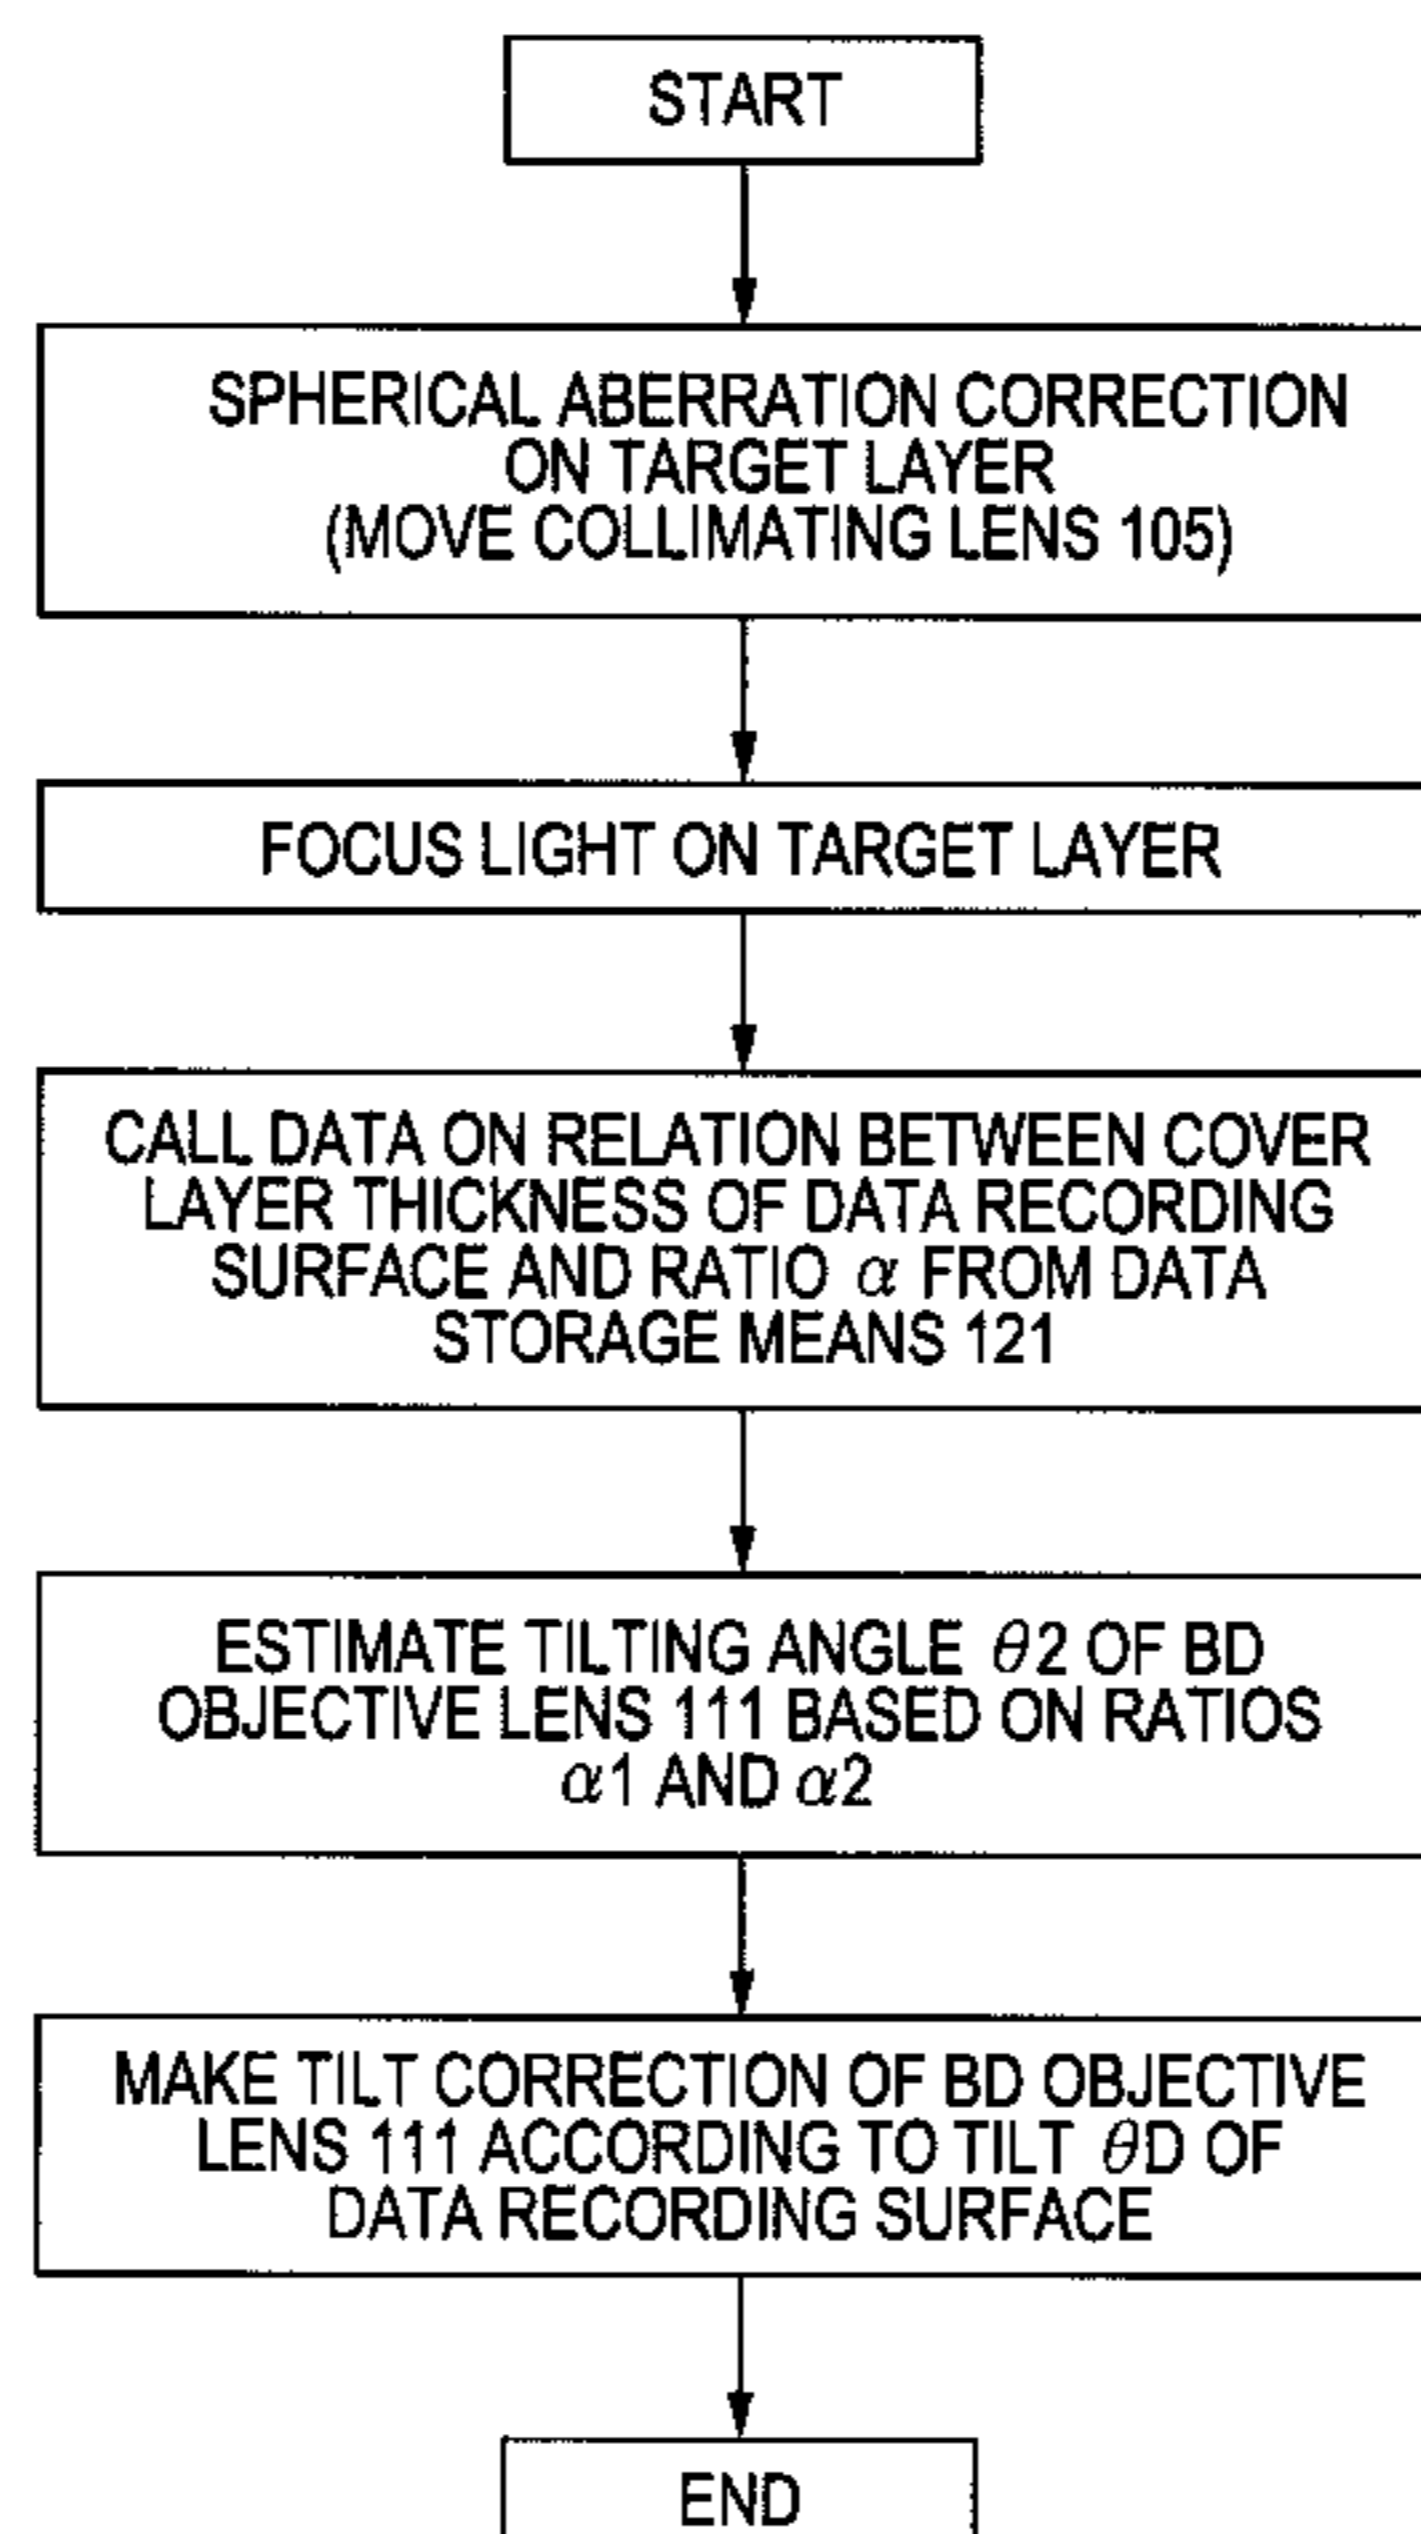 START
SPHERICAL ABERRATION CORRECTION
ON TARGET LAYER
(MOVE COLLIMATING LENS 105)
FOCUS LIGHT ON TARGET LAYER
CALL DATA ON RELATION BETWEEN COVER
LAYER THICKNESS OF DATA RECORDING
SURFACE AND RATIO α FROM DATA
STORAGE MEANS 121
ESTIMATE TILTING ANGLE θ2 OF BD
OBJECTIVE LENS 111 BASED ON RATIOS
α1 AND α2
MAKE TILT CORRECTION OF BD OBJECTIVE
LENS 111 ACCORDING TO TILT θD OF
DATA RECORDING SURFACE
END